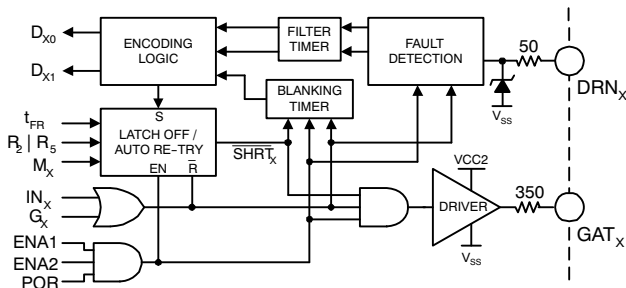 D_X0
D_X1
ENCODING
LOGIC
FILTER
TIMER
FAULT
DETECTION
50
DRN_X
V_SS
BLANKING
TIMER
S
t_FR
R_2 | R_5
M_X
LATCH OFF /
AUTO RE-TRY
EN R̅
S̅H̅R̅T̅_X
IN_X
G_X
ENA1
ENA2
POR
VCC2
DRIVER
V_SS
350
GAT_X